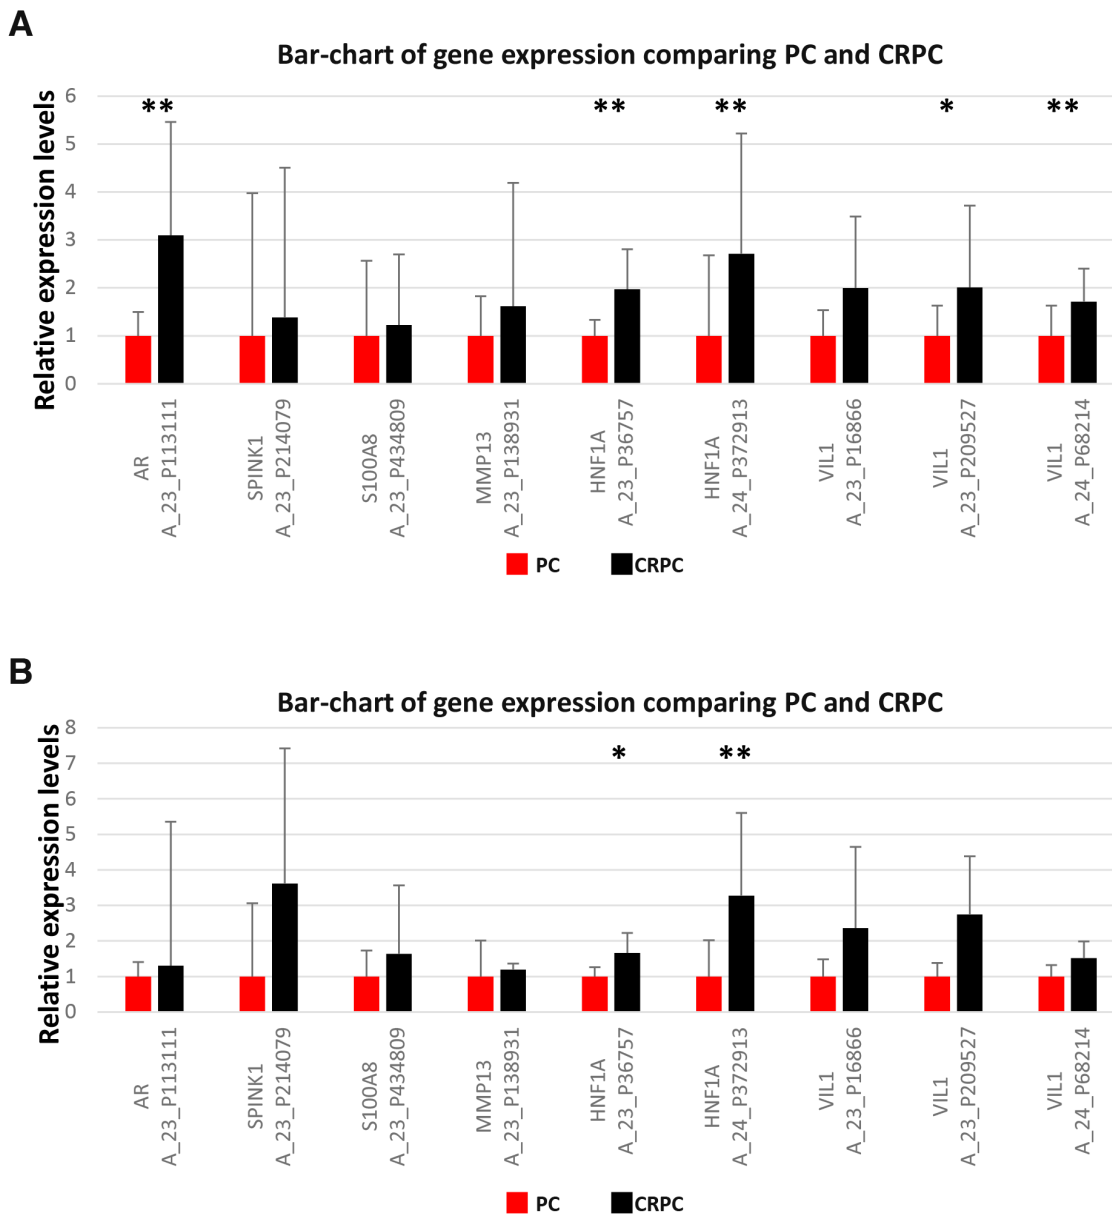 A
Bar-chart of gene expression comparing PC and CRPC
Relative expression levels
6
5
4
3
2
1
0
** ** ** * **
AR
A_23_P113111
SPINK1
A_23_P214079
S100A8
A_23_P434809
MMP13
A_23_P138931
HNF1A
A_23_P36757
HNF1A
A_24_P372913
VIL1
A_23_P16866
VIL1
A_23_P209527
VIL1
A_24_P68214
PC CRPC
B
Bar-chart of gene expression comparing PC and CRPC
Relative expression levels
8
7
6
5
4
3
2
1
0
* **
AR
A_23_P113111
SPINK1
A_23_P214079
S100A8
A_23_P434809
MMP13
A_23_P138931
HNF1A
A_23_P36757
HNF1A
A_24_P372913
VIL1
A_23_P16866
VIL1
A_23_P209527
VIL1
A_24_P68214
PC CRPC